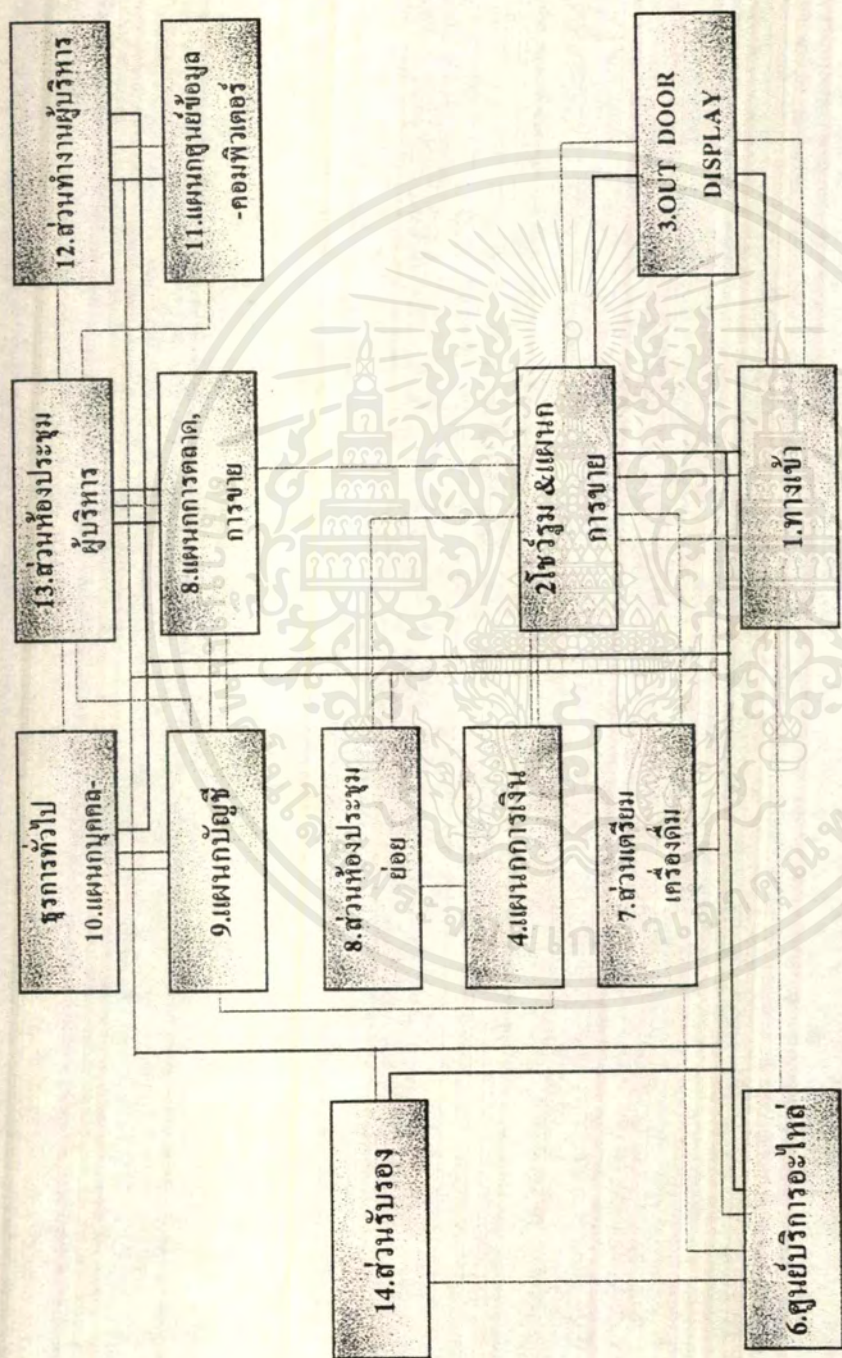 12.ส่วนทำงานผู้บริหาร
11.แผนกศูนย์ข้อมูล
-คอมพิวเตอร์
3.OUT DOOR
DISPLAY
13.ส่วนห้องประชุม
ผู้บริหาร
8.แผนกการตลาด,
การขาย
2โชว์รูม &แผนก
การขาย
1.ทางเข้า
ธุรการทั่วไป
10.แผนกบุคคล-
9.แผนกบัญชี
8.ส่วนห้องประชุม
ย่อย
4.แผนกการเงิน
7.ส่วนเตรียม
เครื่องดื่ม
14.ส่วนรับรอง
6.ศูนย์บริการอะไหล่